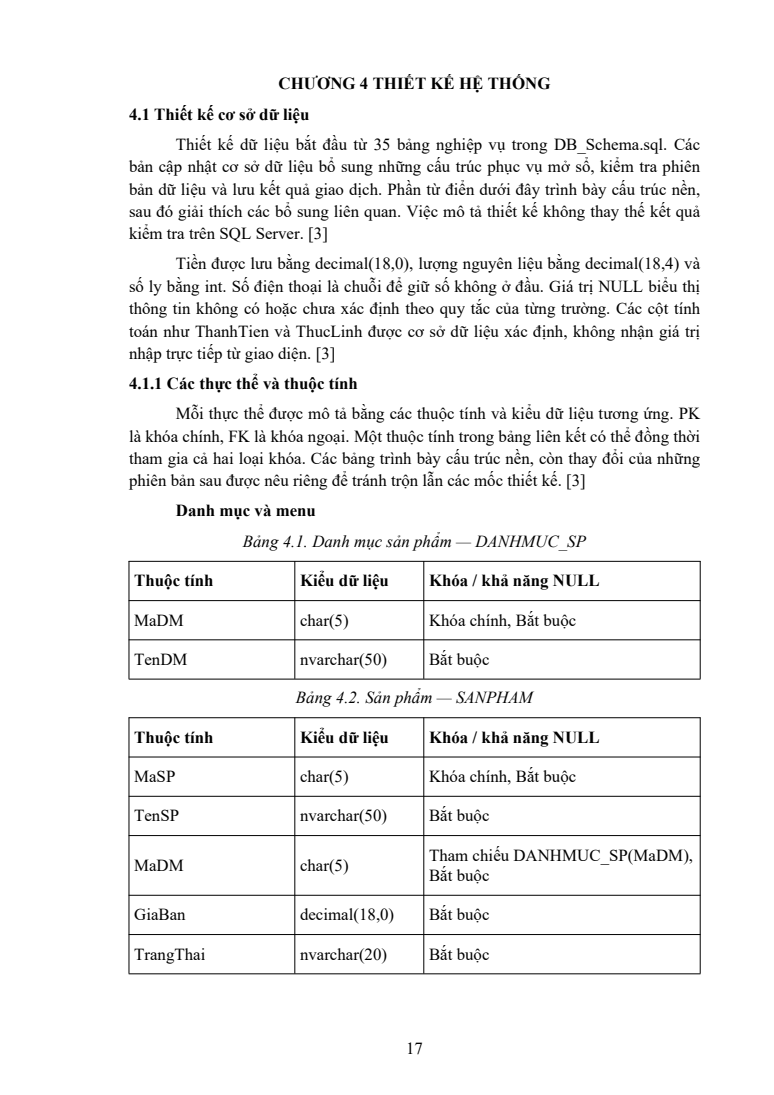 CHƯƠNG 4 THIẾT KẾ HỆ THỐNG
4.1 Thiết kế cơ sở dữ liệu
Thiết kế dữ liệu bắt đầu từ 35 bảng nghiệp vụ trong DB_Schema.sql. Các
bản cập nhật cơ sở dữ liệu bổ sung những cấu trúc phục vụ mở sổ, kiểm tra phiên
bản dữ liệu và lưu kết quả giao dịch. Phần từ điển dưới đây trình bày cấu trúc nền,
sau đó giải thích các bổ sung liên quan. Việc mô tả thiết kế không thay thế kết quả
kiểm tra trên SQL Server. [3]
Tiền được lưu bằng decimal(18,0), lượng nguyên liệu bằng decimal(18,4) và
số ly bằng int. Số điện thoại là chuỗi để giữ số không ở đầu. Giá trị NULL biểu thị
thông tin không có hoặc chưa xác định theo quy tắc của từng trường. Các cột tính
toán như ThanhTien và ThucLinh được cơ sở dữ liệu xác định, không nhận giá trị
nhập trực tiếp từ giao diện. [3]
4.1.1 Các thực thể và thuộc tính
Mỗi thực thể được mô tả bằng các thuộc tính và kiểu dữ liệu tương ứng. PK
là khóa chính, FK là khóa ngoại. Một thuộc tính trong bảng liên kết có thể đồng thời
tham gia cả hai loại khóa. Các bảng trình bày cấu trúc nền, còn thay đổi của những
phiên bản sau được nêu riêng để tránh trộn lẫn các mốc thiết kế. [3]
Danh mục và menu
Bảng 4.1. Danh mục sản phẩm — DANHMUC_SP
Thuộc tính Kiểu dữ liệu Khóa / khả năng NULL
MaDM char(5) Khóa chính, Bắt buộc
TenDM nvarchar(50) Bắt buộc
Bảng 4.2. Sản phẩm — SANPHAM
Thuộc tính Kiểu dữ liệu Khóa / khả năng NULL
MaSP char(5) Khóa chính, Bắt buộc
TenSP nvarchar(50) Bắt buộc
MaDM char(5) Tham chiếu DANHMUC_SP(MaDM),
Bắt buộc
GiaBan decimal(18,0) Bắt buộc
TrangThai nvarchar(20) Bắt buộc
17